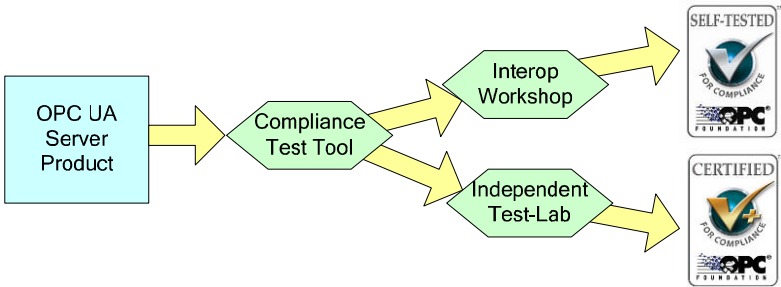 OPC UA
Server
Product
Compliance
Test Tool
Interop
Workshop
Independent
Test-Lab
SELF-TESTED
FOR COMPLIANCE
OPC®
FOUNDATION
CERTIFIED
FOR COMPLIANCE
OPC®
FOUNDATION